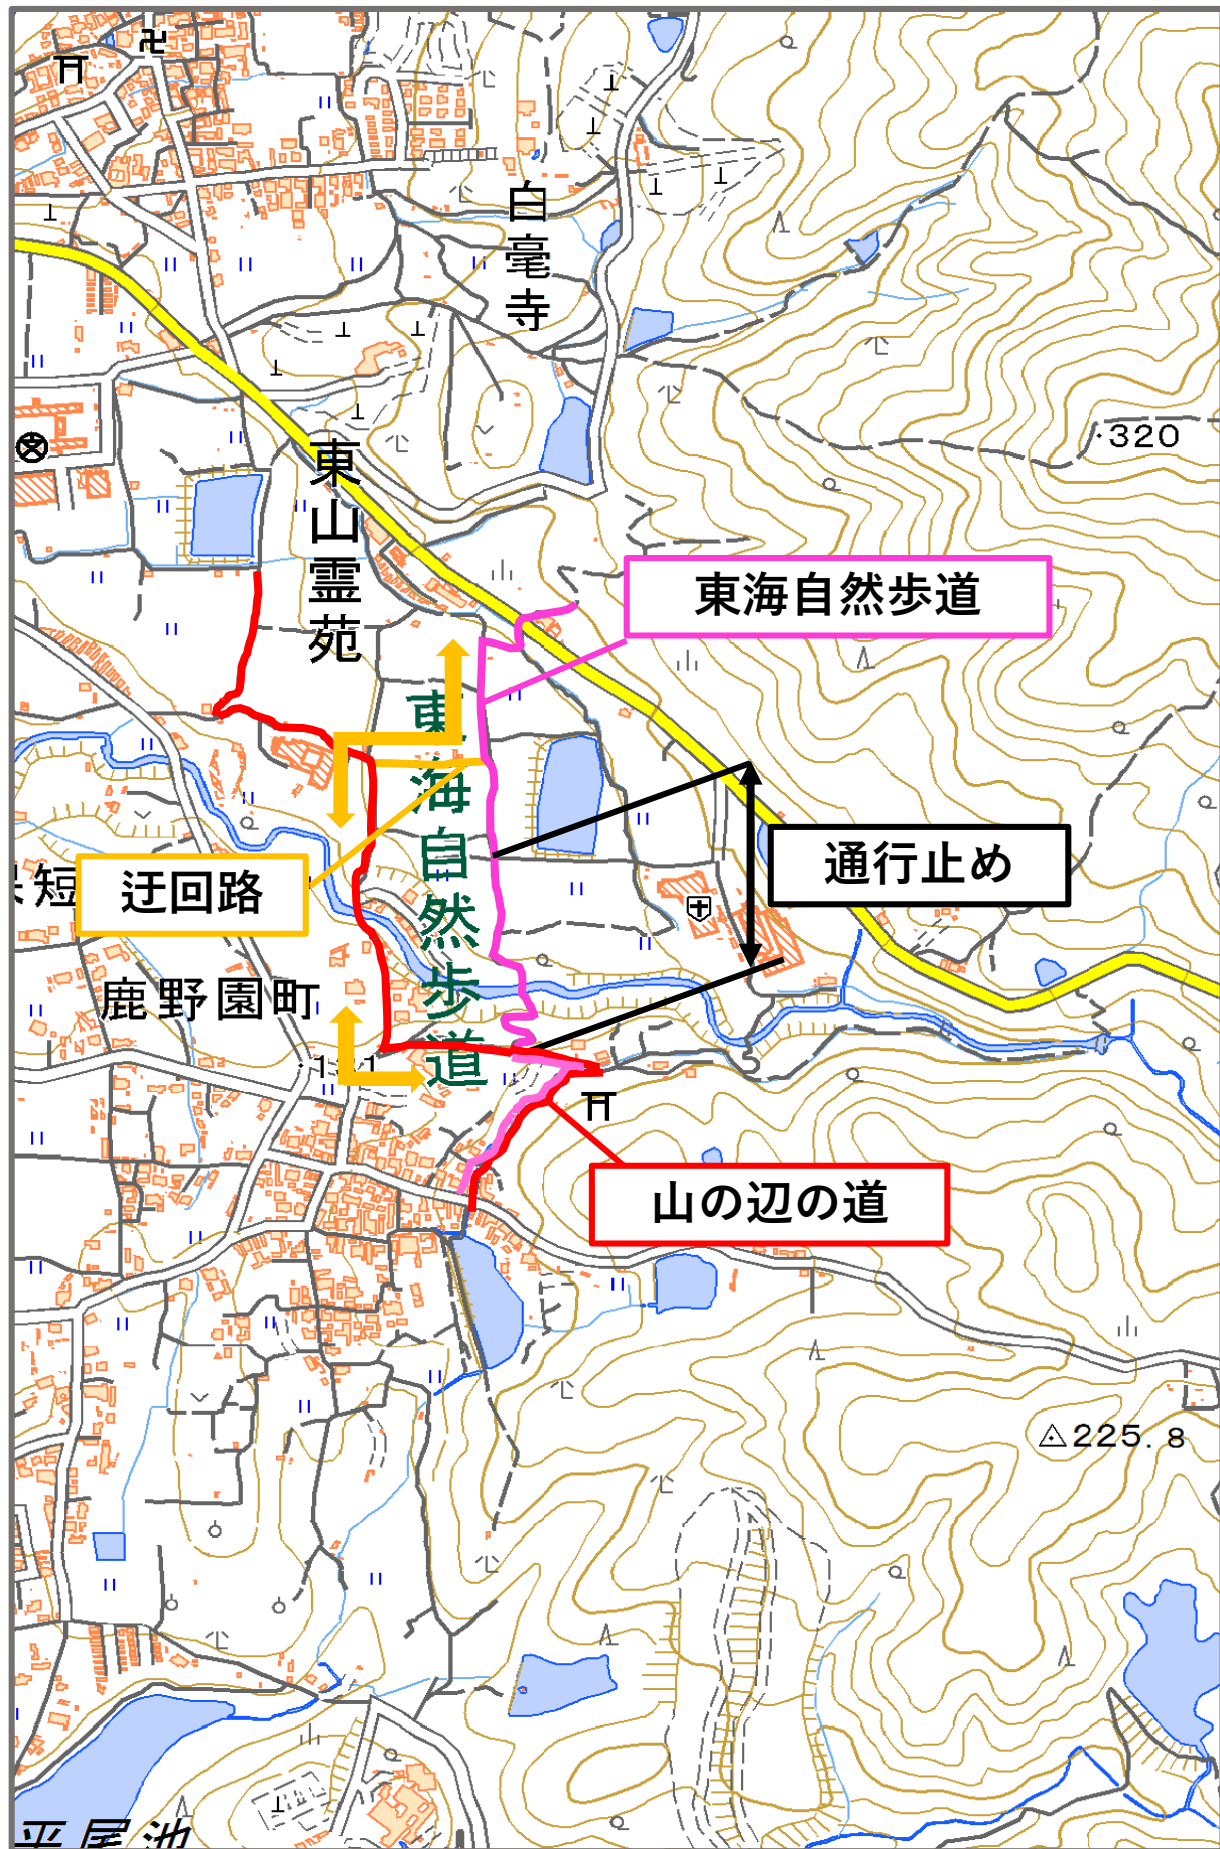 白毫寺
・320
東山霊苑
東海自然歩道
東海自然歩道
通行止め
迂回路
鹿野園町
山の辺の道
225.8
平尾池